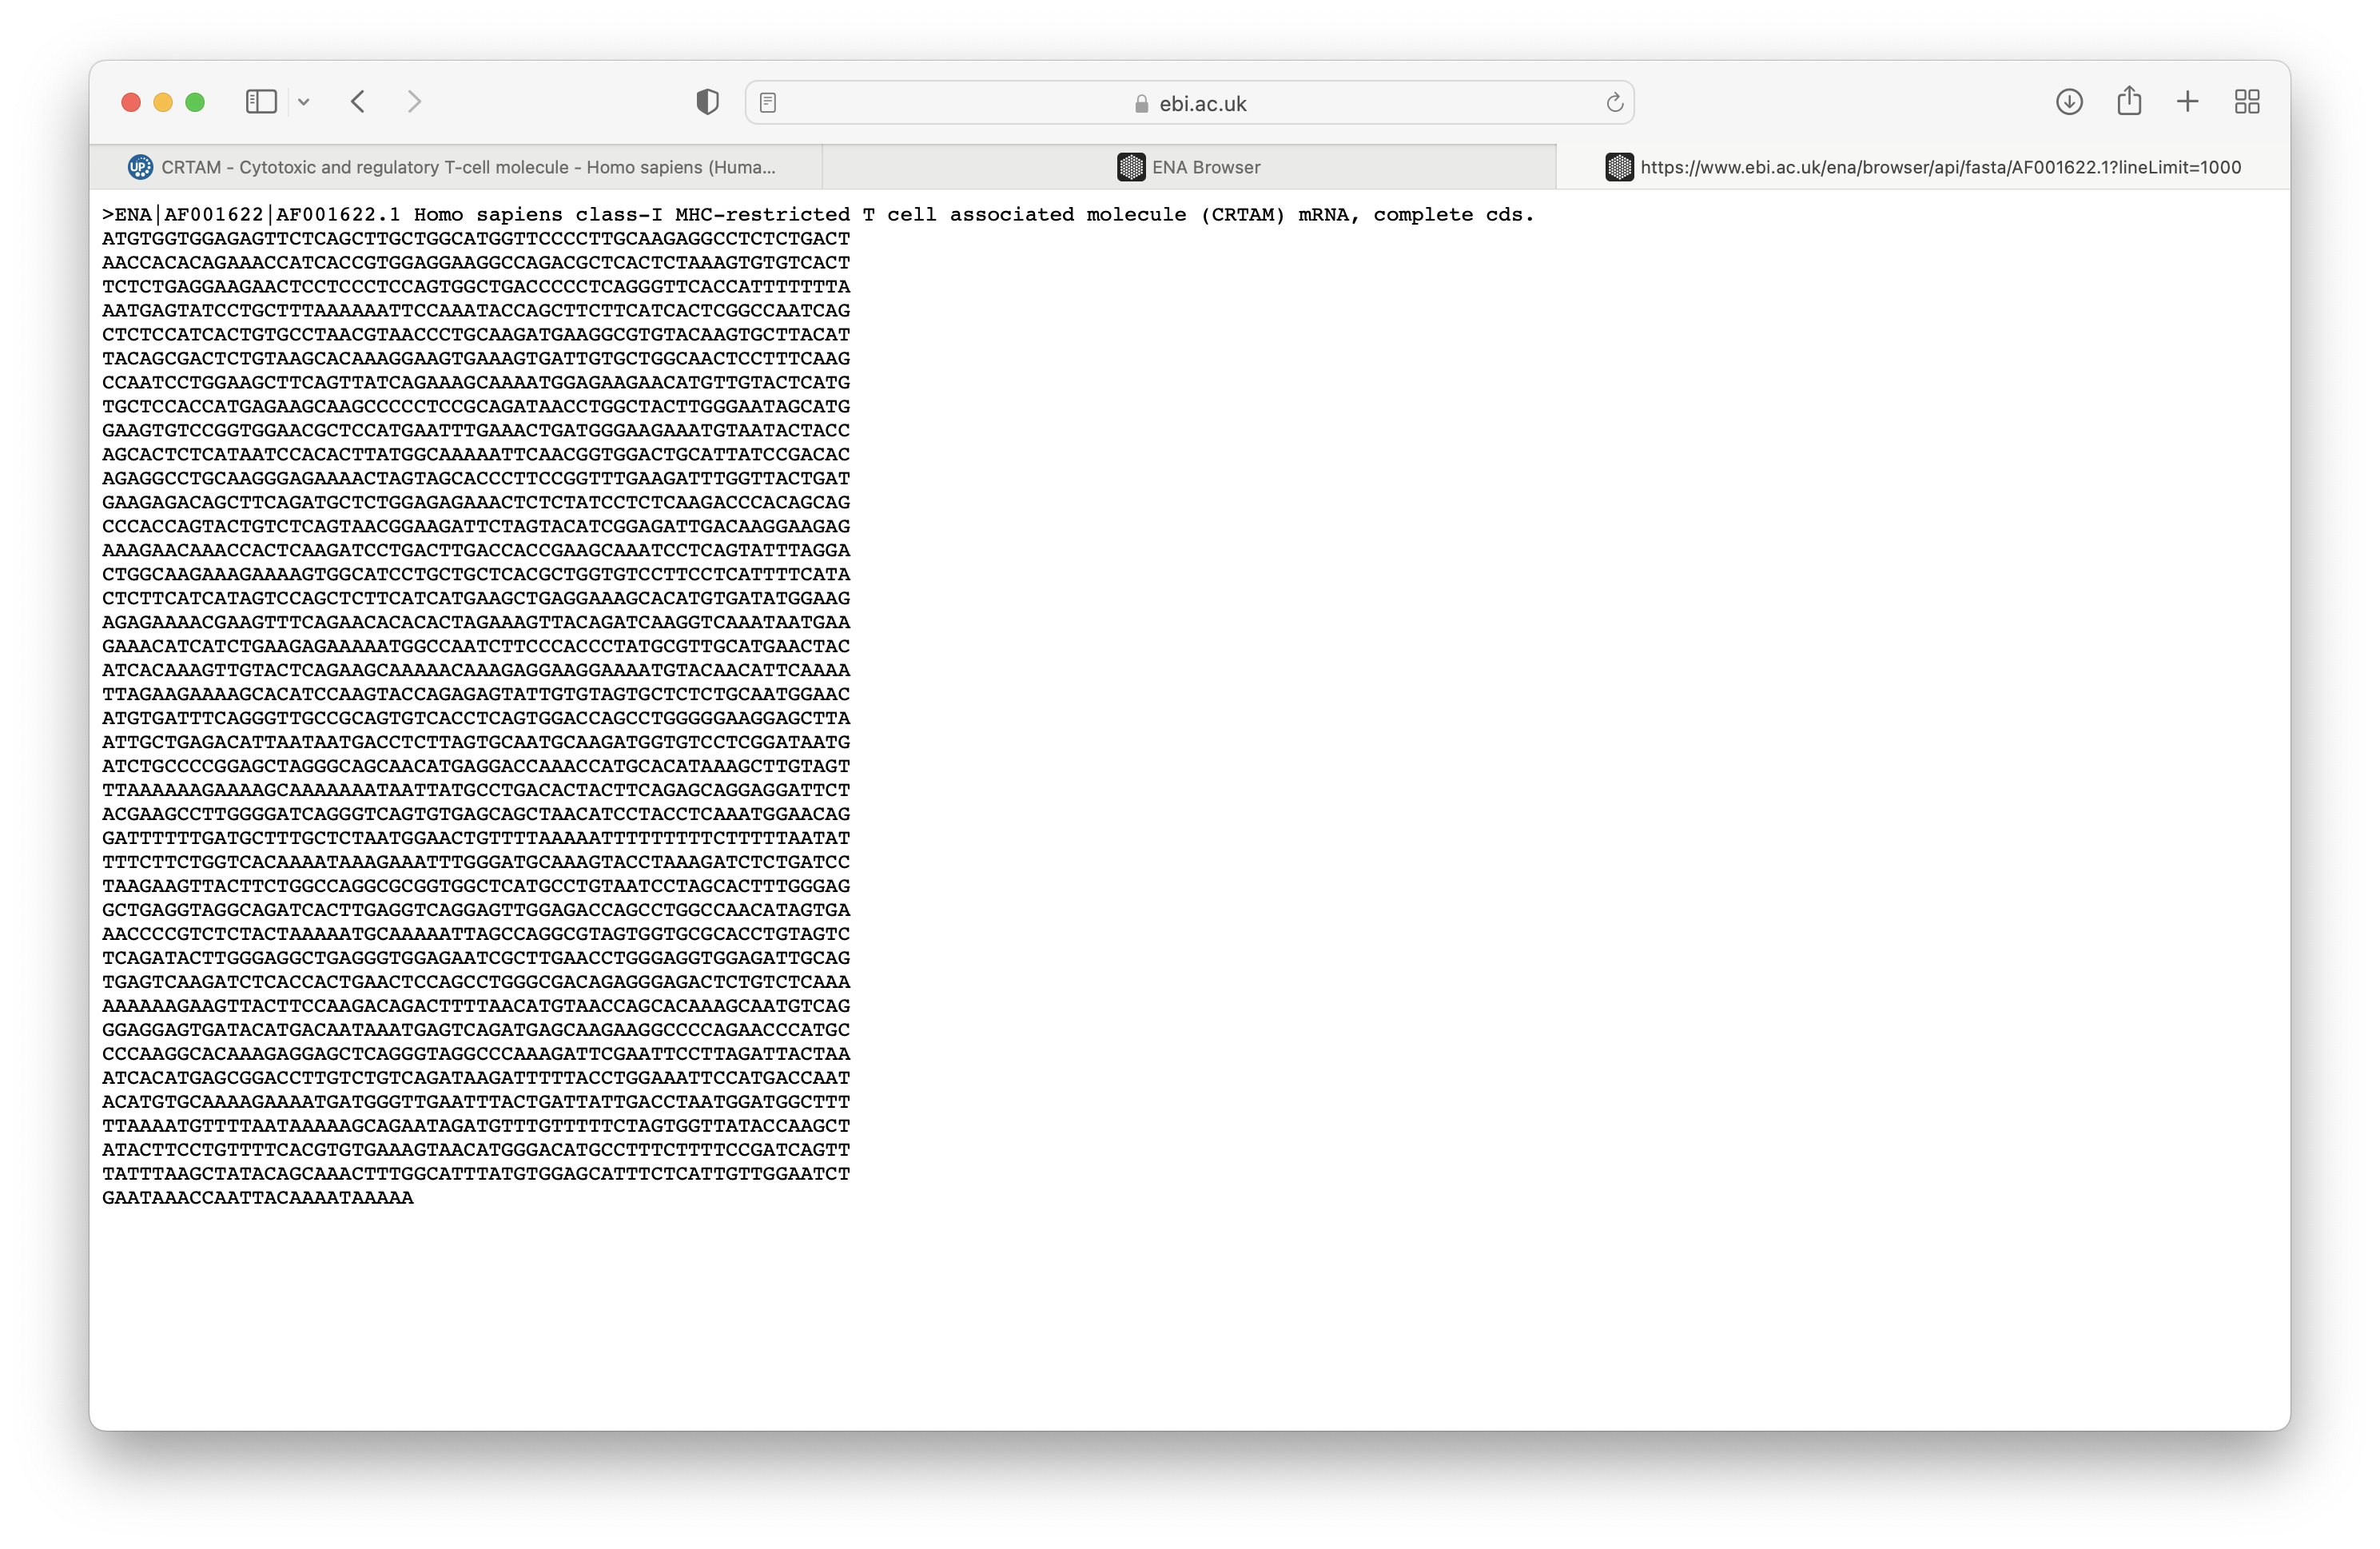 ebi.ac.uk
CRTAM - Cytotoxic and regulatory T-cell molecule - Homo sapiens (Huma...
ENA Browser
https://www.ebi.ac.uk/ena/browser/api/fasta/AF001622.1?lineLimit=1000
>ENA|AF001622|AF001622.1 Homo sapiens class-I MHC-restricted T cell associated molecule (CRTAM) mRNA, complete cds.
ATGTGGTGGAGAGTTCTCAGCTTGCTGGCATGGTTCCCCTTGCAAGAGGCCTCTCTGACT
AACCACACAGAAACCATCACCGTGGAGGAAGGCCAGACGCTCACTCTAAAGTGTGTCACT
TCTCTGAGGAAGAACTCCTCCCTCCAGTGGCTGACCCCCTCAGGGTTCACCATTTTTTTA
AATGAGTATCCTGCTTTAAAAAATTCCAAATACCAGCTTCTTCATCACTCGGCCAATCAG
CTCTCCATCACTGTGCCTAACGTAACCCTGCAAGATGAAGGCGTGTACAAGTGCTTACAT
TACAGCGACTCTGTAAGCACAAAGGAAGTGAAAGTGATTGTGCTGGCAACTCCTTTCAAG
CCAATCCTGGAAGCTTCAGTTATCAGAAAGCAAAATGGAGAAGAACATGTTGTACTCATG
TGCTCCACCATGAGAAGCAAGCCCCCTCCGCAGATAACCTGGCTACTTGGGAATAGCATG
GAAGTGTCCGGTGGAACGCTCCATGAATTTGAAACTGATGGGAAGAAATGTAATACTACC
AGCACTCTCATAATCCACACTTATGGCAAAAATTCAACGGTGGACTGCATTATCCGACAC
AGAGGCCTGCAAGGGAGAAAACTAGTAGCACCCTTCCGGTTTGAAGATTTGGTTACTGAT
GAAGAGACAGCTTCAGATGCTCTGGAGAGAAACTCTCTATCCTCTCAAGACCCACAGCAG
CCCACCAGTACTGTCTCAGTAACGGAAGATTCTAGTACATCGGAGATTGACAAGGAAGAG
AAAGAACAAACCACTCAAGATCCTGACTTGACCACCGAAGCAAATCCTCAGTATTTAGGA
CTGGCAAGAAAGAAAAGTGGCATCCTGCTGCTCACGCTGGTGTCCTTCCTCATTTTCATA
CTCTTCATCATAGTCCAGCTCTTCATCATGAAGCTGAGGAAAGCACATGTGATATGGAAG
AGAGAAAACGAAGTTTCAGAACACACACTAGAAAGTTACAGATCAAGGTCAAATAATGAA
GAAACATCATCTGAAGAGAAAAATGGCCAATCTTCCCACCCTATGCGTTGCATGAACTAC
ATCACAAAGTTGTACTCAGAAGCAAAAACAAAGAGGAAGGAAAATGTACAACATTCAAAA
TTAGAAGAAAAGCACATCCAAGTACCAGAGAGTATTGTGTAGTGCTCTCTGCAATGGAAC
ATGTGATTTCAGGGTTGCCGCAGTGTCACCTCAGTGGACCAGCCTGGGGGAAGGAGCTTA
ATTGCTGAGACATTAATAATGACCTCTTAGTGCAATGCAAGATGGTGTCCTCGGATAATG
ATCTGCCCCGGAGCTAGGGCAGCAACATGAGGACCAAACCATGCACATAAAGCTTGTAGT
TTAAAAAAGAAAAGCAAAAAAATAATTATGCCTGACACTACTTCAGAGCAGGAGGATTCT
ACGAAGCCTTGGGGATCAGGGTCAGTGTGAGCAGCTAACATCCTACCTCAAATGGAACAG
GATTTTTTGATGCTTTGCTCTAATGGAACTGTTTTAAAAATTTTTTTTTCTTTTTAATAT
TTTCTTCTGGTCACAAAATAAAGAAATTTGGGATGCAAAGTACCTAAAGATCTCTGATCC
TAAGAAGTTACTTCTGGCCAGGCGCGGTGGCTCATGCCTGTAATCCTAGCACTTTGGGAG
GCTGAGGTAGGCAGATCACTTGAGGTCAGGAGTTGGAGACCAGCCTGGCCAACATAGTGA
AACCCCGTCTCTACTAAAAATGCAAAAATTAGCCAGGCGTAGTGGTGCGCACCTGTAGTC
TCAGATACTTGGGAGGCTGAGGGTGGAGAATCGCTTGAACCTGGGAGGTGGAGATTGCAG
TGAGTCAAGATCTCACCACTGAACTCCAGCCTGGGCGACAGAGGGAGACTCTGTCTCAAA
AAAAAAGAAGTTACTTCCAAGACAGACTTTTAACATGTAACCAGCACAAAGCAATGTCAG
GGAGGAGTGATACATGACAATAAATGAGTCAGATGAGCAAGAAGGCCCCAGAACCCATGC
CCCAAGGCACAAAGAGGAGCTCAGGGTAGGCCCAAAGATTCGAATTCCTTAGATTACTAA
ATCACATGAGCGGACCTTGTCTGTCAGATAAGATTTTTACCTGGAAATTCCATGACCAAT
ACATGTGCAAAAGAAAATGATGGGTTGAATTTACTGATTATTGACCTAATGGATGGCTTT
TTAAAATGTTTTAATAAAAAGCAGAATAGATGTTTGTTTTTCTAGTGGTTATACCAAGCT
ATACTTCCTGTTTTCACGTGTGAAAGTAACATGGGACATGCCTTTCTTTTCCGATCAGTT
TATTTAAGCTATACAGCAAACTTTGGCATTTATGTGGAGCATTTCTCATTGTTGGAATCT
GAATAAACCAATTACAAAATAAAAA